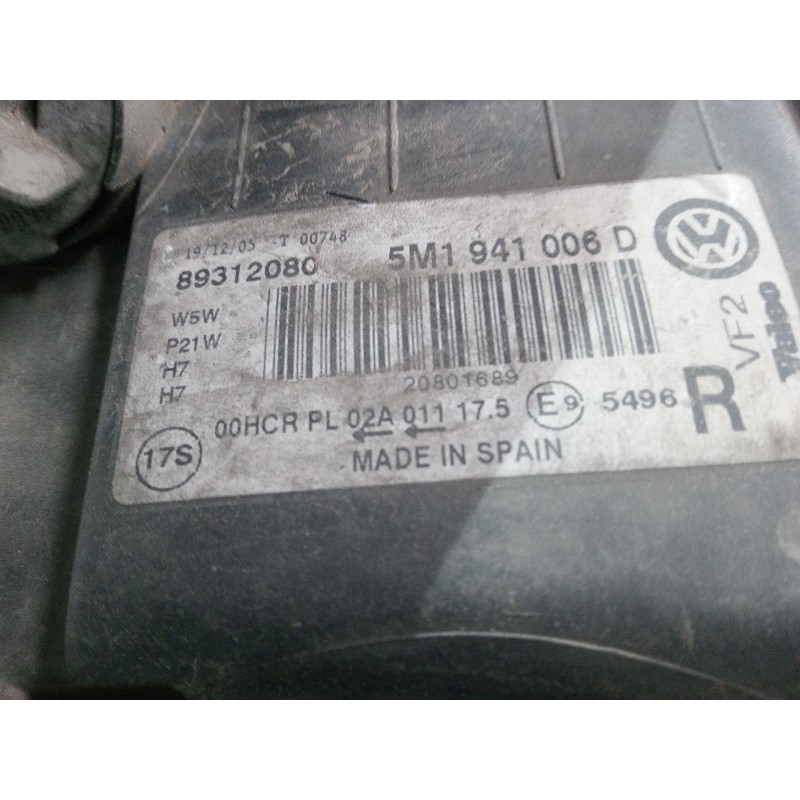 19/12/05 -T 00748
89312080 5M1 941 006 D
W5W
P21W
H7
H7
20801689
VF2
Valeo
R
00HCR PL 02A 011 17.5 E9 5496
17S
MADE IN SPAIN